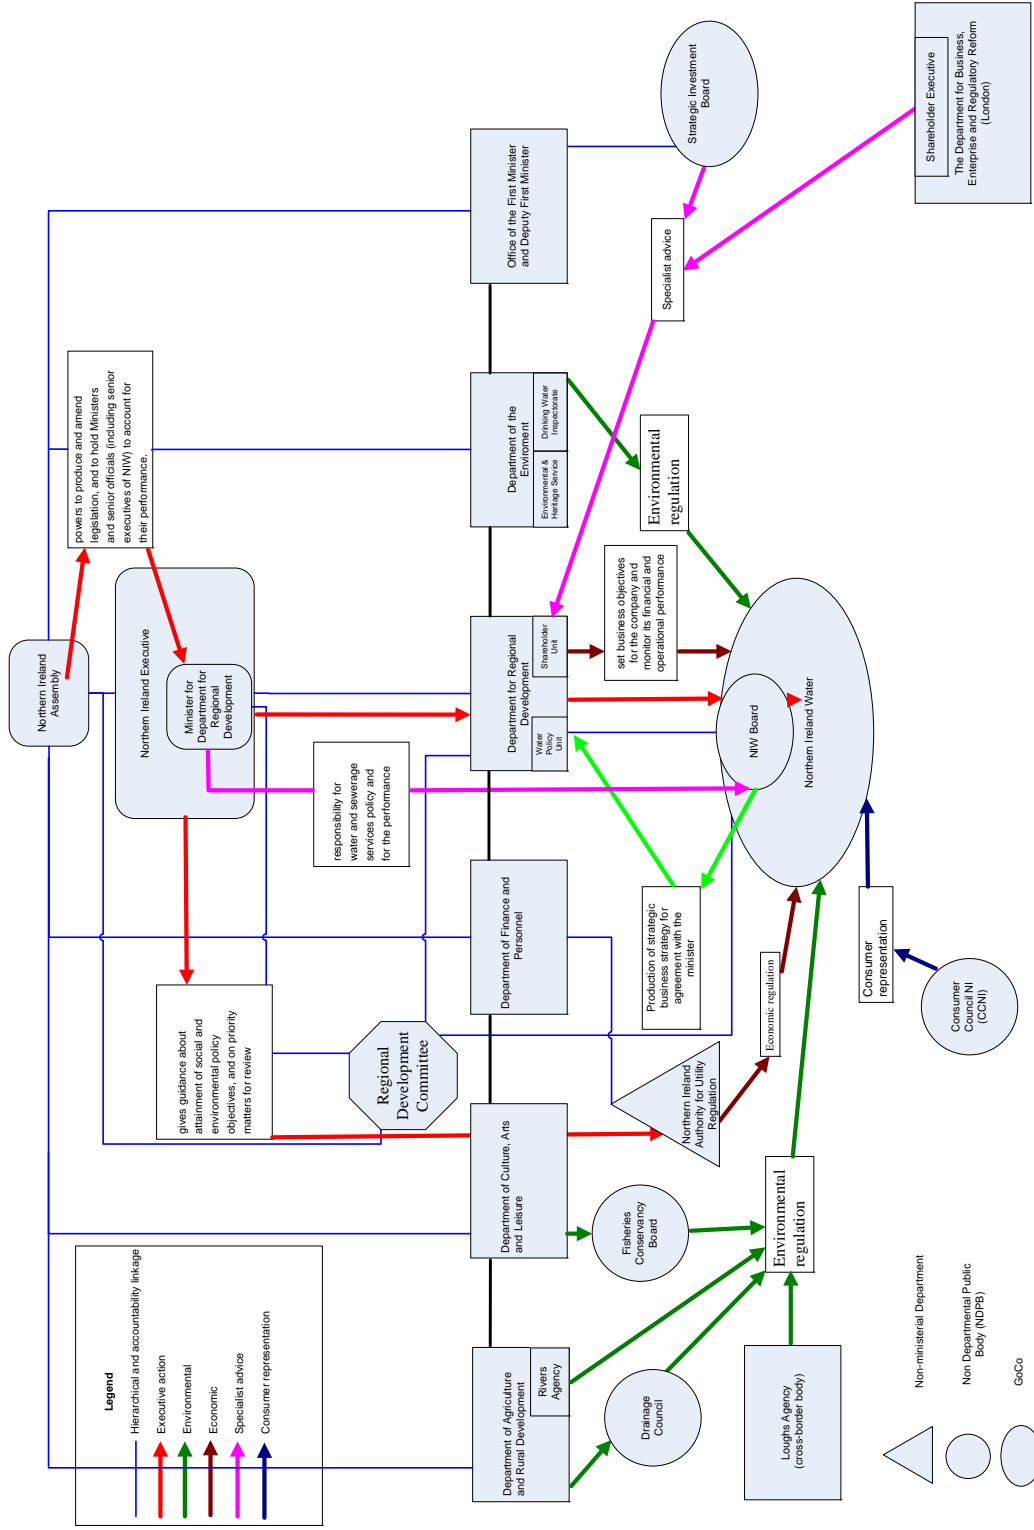 Northern Ireland
Assembly
powers to produce and amend
legislation, and to hold Ministers
and senior officials (including senior
executives of NIW) to account for
their performance.
Northern Ireland Executive
Minister for
Department for
Regional
Development
gives guidance about
attainment of social and
environmental policy
objectives, and on priority
matters for review
responsibility for
water and sewerage
services policy and
for the performance
Legend
Hierarchical and accountability linkage
Executive action
Environmental
Economic
Specialist advice
Consumer representation
Regional
Development
Committee
Department of Agriculture
and Rural Development
Rivers
Agency
Department of Culture, Arts
and Leisure
Department of Finance and
Personnel
Department for Regional
Development
Water
Policy
Unit
Shareholder
Unit
Department of the
Enviroment
Environmental &
Heritage Service
Drinking Water
Inspectorate
Office of the First Minister
and Deputy First Minister
Drainage
Council
Fisheries
Conservancy
Board
Northern Ireland
Authority for Utility
Regulation
Production of strategic
business strategy for
agreement with the
minister
set business objectives
for the company and
monitor its financial and
operational performance
Environmental
regulation
Specialist advice
Strategic Investment
Board
Loughs Agency
(cross-border body)
Environmental
regulation
Economic regulation
NIW Board
Northern Ireland Water
Consumer
representation
Consumer
Council NI
(CCNI)
Shareholder Executive
The Department for Business,
Enterprise and Regulatory Reform
(London)
Non-ministerial Department
Non Departmental Public
Body (NDPB)
GoCo